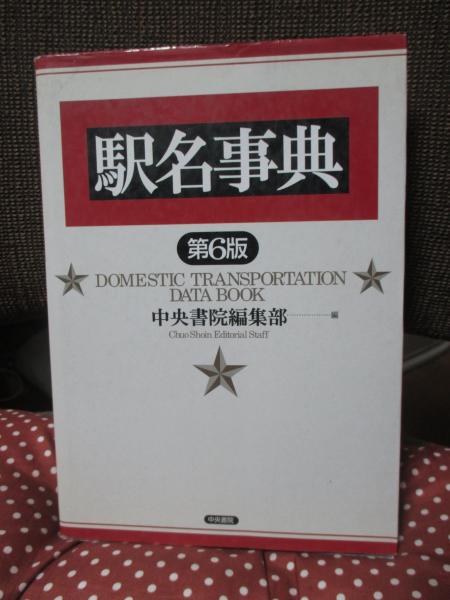 駅名事典
第6版
DOMESTIC TRANSPORTATION
DATA BOOK
中央書院編集部……………編
Chuo Shoin Editorial Staff
中央書院